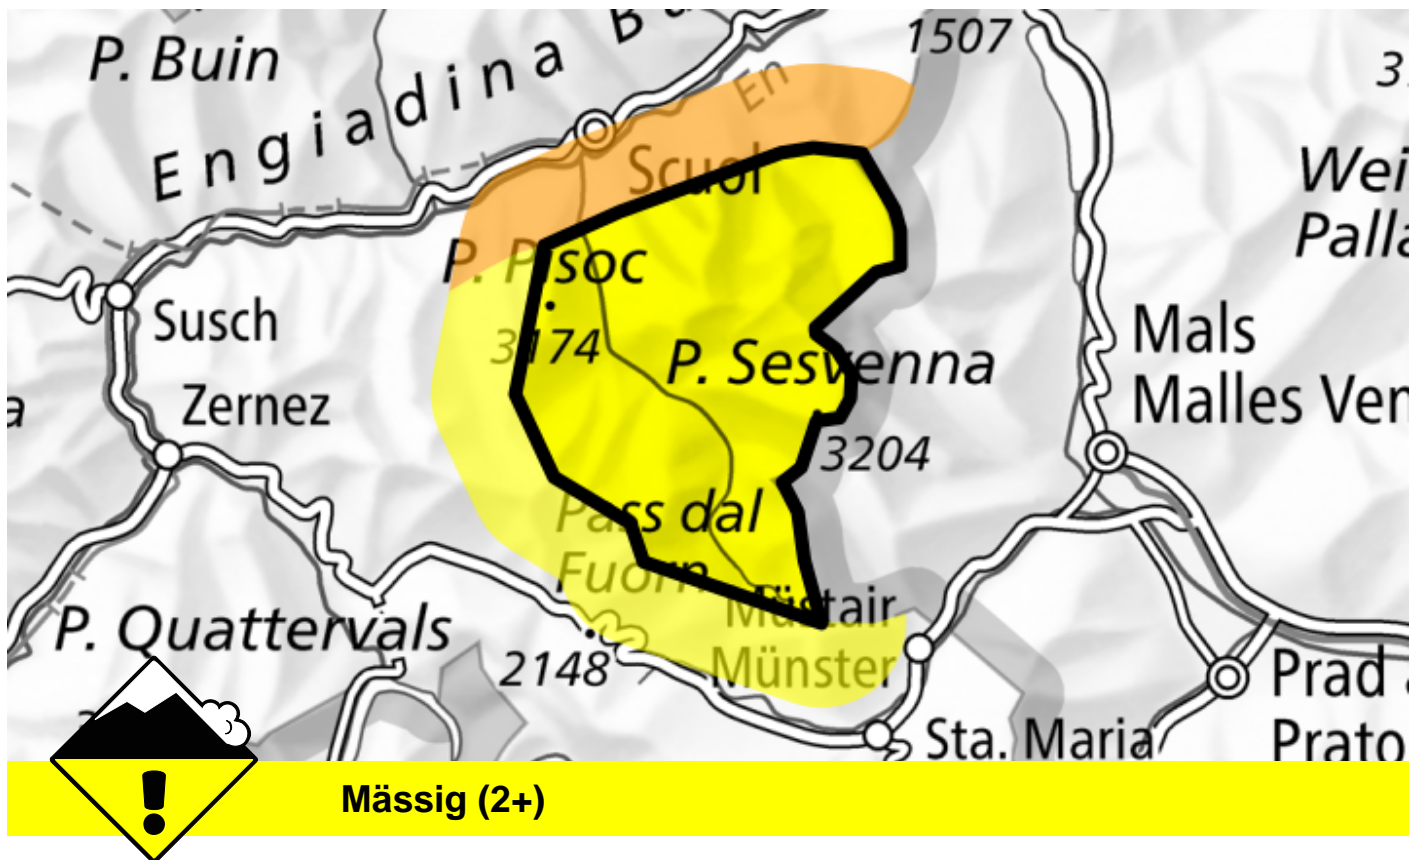 P. Buin
Engiadina B
1507
En
Scuol
P. Pisoc
3174
Susch
Zernez
P. Sesvenna
3204
Mals
Malles Ven
Wei
Palla
Pass dal
Fuorn
Müstair
Münster
P. Quattervals
2148
Sta. Maria
Prad a
Prato
Mässig (2+)